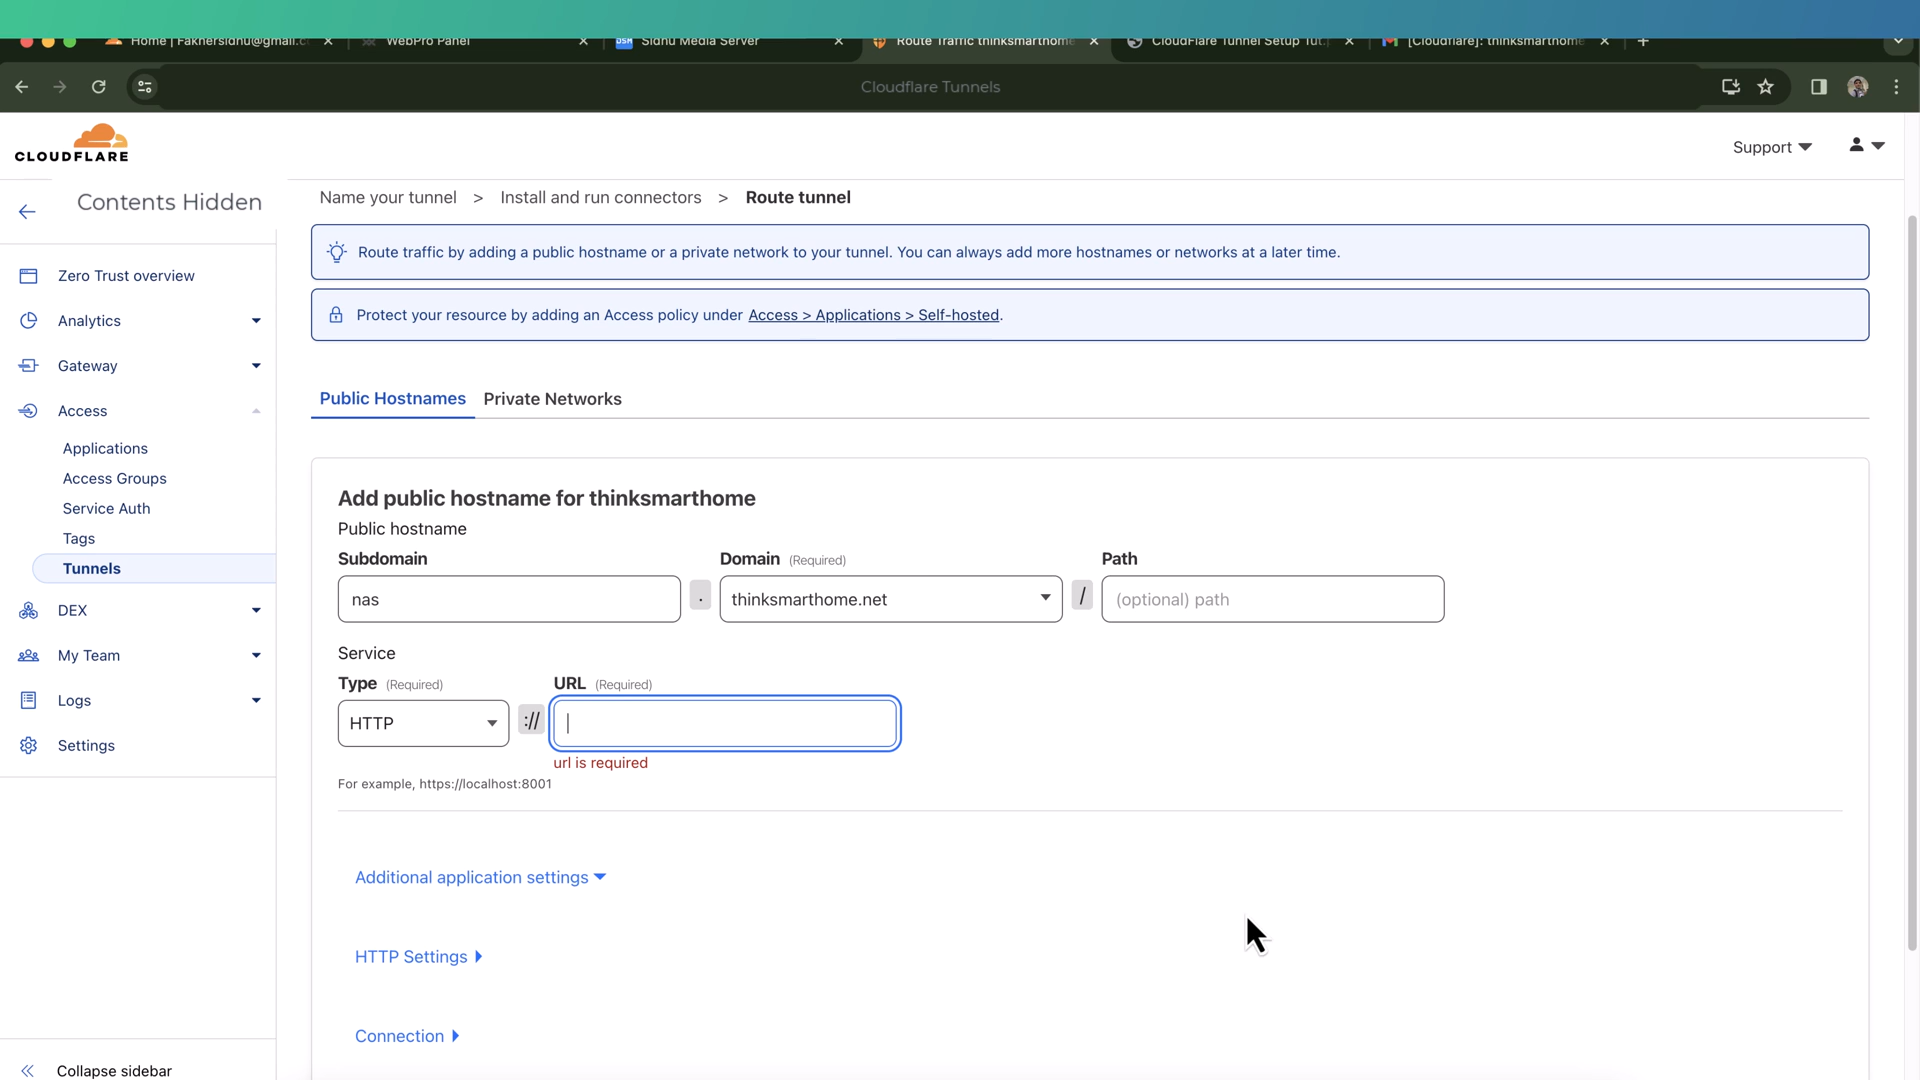 Home | Fakhersidhu@gmail.c
WebPro Panel
DSM Sidhu Media Server
Route Traffic thinksmarthome
CloudFlare Tunnel Setup Tut
[Cloudflare]: thinksmarthome
Cloudflare Tunnels
CLOUDFLARE
Support
Contents Hidden
Name your tunnel > Install and run connectors > Route tunnel
Route traffic by adding a public hostname or a private network to your tunnel. You can always add more hostnames or networks at a later time.
Protect your resource by adding an Access policy under Access > Applications > Self-hosted.
Zero Trust overview
Analytics
Gateway
Access
Applications
Access Groups
Service Auth
Tags
Tunnels
DEX
My Team
Logs
Settings
Collapse sidebar
Public Hostnames Private Networks
Add public hostname for thinksmarthome
Public hostname
Subdomain Domain (Required) Path
nas . thinksmarthome.net / (optional) path
Service
Type (Required) URL (Required)
HTTP ://
url is required
For example, https://localhost:8001
Additional application settings
HTTP Settings
Connection